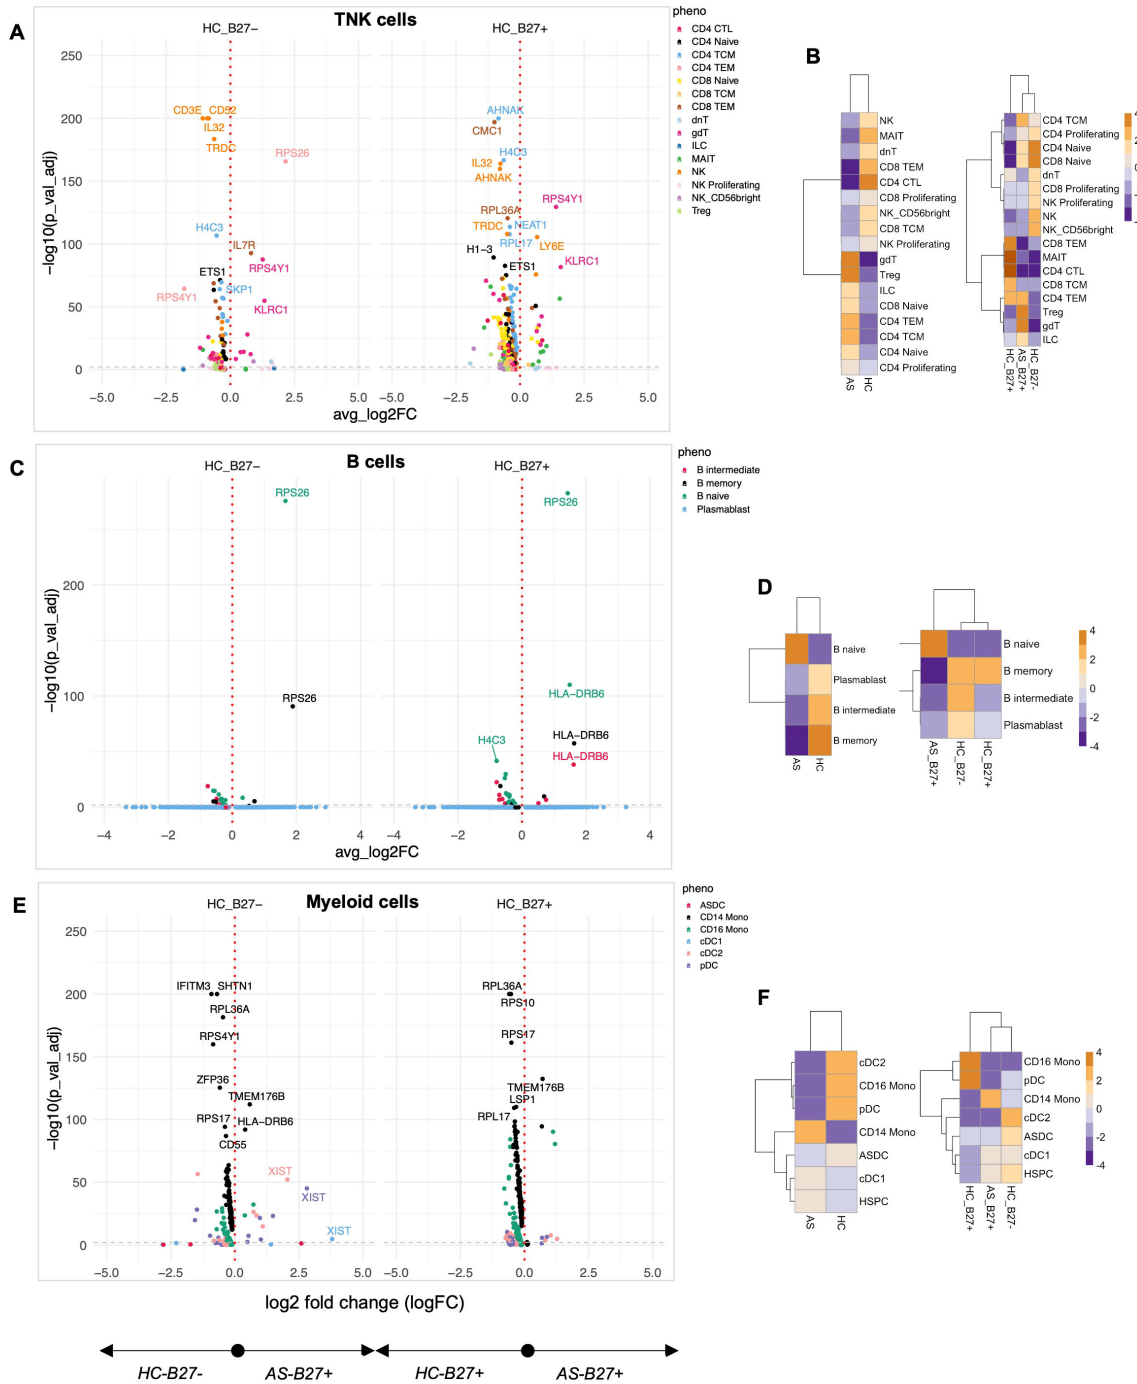 A
TNK cells
HC_B27−
HC_B27+
−log10(p_val_adj)
250
200
150
100
50
0
CD3E
CD52
IL32
TRDC
RPS26
H4C3
IL7R
RPS4Y1
ETS1
SKP1
RPS4Y1
KLRC1
AHNAK
CMC1
H4C3
IL32
AHNAK
RPS4Y1
RPL36A
TRDC
NEAT1
RPL17
LY6E
H1−3
ETS1
KLRC1
−5.0 −2.5 0.0 2.5 5.0
−5.0 −2.5 0.0 2.5 5.0
avg_log2FC
pheno
CD4 CTL
CD4 Naive
CD4 TCM
CD4 TEM
CD8 Naive
CD8 TCM
CD8 TEM
dnT
gdT
ILC
MAIT
NK
NK Proliferating
NK_CD56bright
Treg
B
NK
MAIT
dnT
CD8 TEM
CD4 CTL
CD8 Proliferating
NK_CD56bright
CD8 TCM
NK Proliferating
gdT
Treg
ILC
CD8 Naive
CD4 TEM
CD4 TCM
CD4 Naive
CD4 Proliferating
AS
HC
CD4 TCM
CD4 Proliferating
CD4 Naive
CD8 Naive
dnT
CD8 Proliferating
NK Proliferating
NK
NK_CD56bright
CD8 TEM
MAIT
CD4 CTL
CD8 TCM
CD4 TEM
Treg
gdT
ILC
HC_B27+
AS_B27+
HC_B27-
C
B cells
HC_B27−
HC_B27+
−log10(p_val_adj)
200
100
0
RPS26
RPS26
RPS26
HLA−DRB6
HLA−DRB6
HLA−DRB6
H4C3
−4 −2 0 2 4
−4 −2 0 2 4
avg_log2FC
pheno
B intermediate
B memory
B naive
Plasmablast
D
B naive
Plasmablast
B intermediate
B memory
AS
HC
B naive
B memory
B intermediate
Plasmablast
AS_B27+
HC_B27-
HC_B27+
4
2
0
-2
-4
E
Myeloid cells
HC_B27−
HC_B27+
−log10(p_val_adj)
250
200
150
100
50
0
IFITM3
SHTN1
RPL36A
RPS4Y1
ZFP36
TMEM176B
RPS17
HLA−DRB6
CD55
XIST
XIST
XIST
RPL36A
RPS10
RPS17
TMEM176B
LSP1
RPL17
−5.0 −2.5 0.0 2.5 5.0
−5.0 −2.5 0.0 2.5 5.0
log2 fold change (logFC)
pheno
ASDC
CD14 Mono
CD16 Mono
cDC1
cDC2
pDC
F
cDC2
CD16 Mono
pDC
CD14 Mono
ASDC
cDC1
HSPC
AS
HC
CD16 Mono
pDC
CD14 Mono
cDC2
ASDC
cDC1
HSPC
HC_B27+
AS_B27+
HC_B27-
4
2
0
-2
-4
HC-B27-
AS-B27+
HC-B27+
AS-B27+